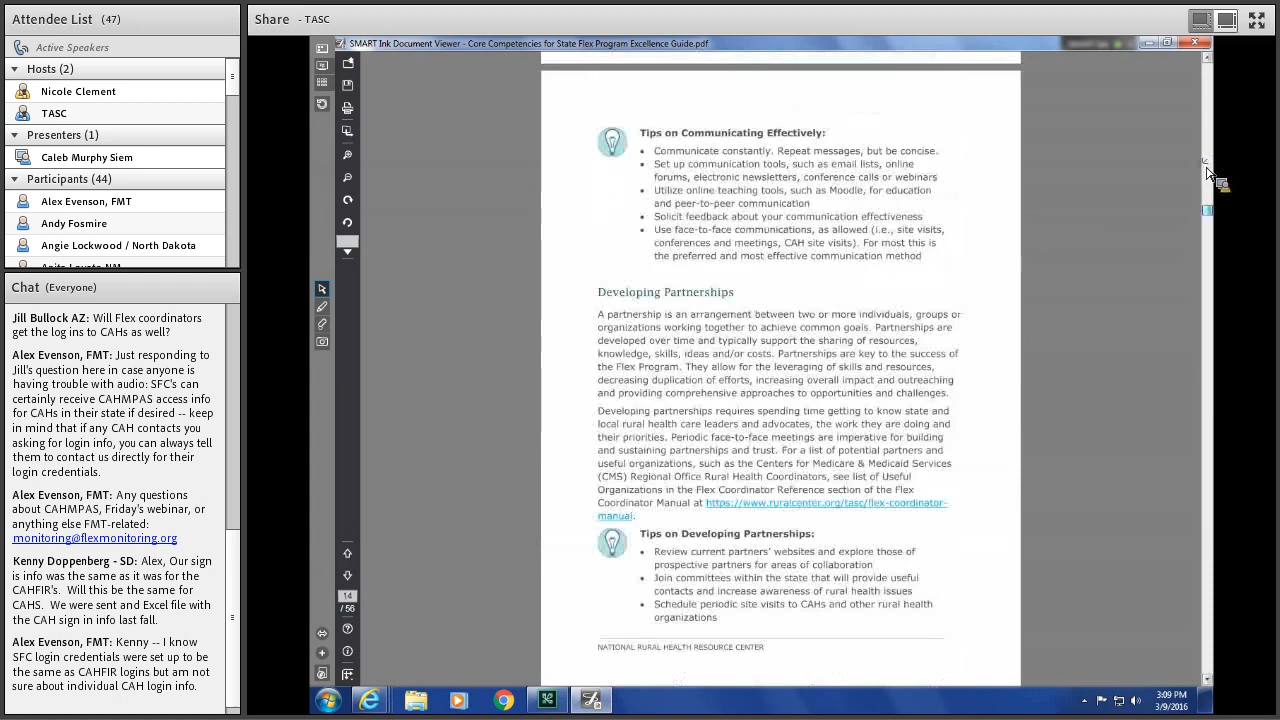 Attendee List (47)
Active Speakers
Hosts (2)
Nicole Clement
TASC
Presenters (1)
Caleb Murphy Siem
Participants (44)
Alex Evenson, FMT
Andy Fosmire
Angie Lockwood / North Dakota
Chat (Everyone)
Jill Bullock AZ: Will Flex coordinators
get the log ins to CAHs as well?
Alex Evenson, FMT: Just responding to
Jill's question here in case anyone is
having trouble with audio: SFC's can
certainly receive CAHMPAS access info
for CAHs in their state if desired -- keep
in mind that if any CAH contacts you
asking for login info, you can always tell
them to contact us directly for their
login credentials.
Alex Evenson, FMT: Any questions
about CAHMPAS, Friday's webinar, or
anything else FMT-related:
monitoring@flexmonitoring.org
Kenny Doppenberg - SD: Alex, Our sign
is info was the same as it was for the
CAHFIR's.  Will this be the same for
CAHS.  We were sent and Excel file with
the CAH sign in info last fall.
Alex Evenson, FMT: Kenny -- I know
SFC login credentials were set up to be
the same as CAHFIR logins but am not
sure about individual CAH login info.
Share - TASC
SMART Ink Document Viewer - Core Competencies for State Flex Program Excellence Guide.pdf
14
/ 56
Tips on Communicating Effectively:
• Communicate constantly. Repeat messages, but be concise.
• Set up communication tools, such as email lists, online
forums, electronic newsletters, conference calls or webinars
• Utilize online teaching tools, such as Moodle, for education
and peer-to-peer communication
• Solicit feedback about your communication effectiveness
• Use face-to-face communications, as allowed (i.e., site visits,
conferences and meetings, CAH site visits). For most this is
the preferred and most effective communication method
Developing Partnerships
A partnership is an arrangement between two or more individuals, groups or
organizations working together to achieve common goals. Partnerships are
developed over time and typically support the sharing of resources,
knowledge, skills, ideas and/or costs. Partnerships are key to the success of
the Flex Program. They allow for the leveraging of skills and resources,
decreasing duplication of efforts, increasing overall impact and outreaching
and providing comprehensive approaches to opportunities and challenges.
Developing partnerships requires spending time getting to know state and
local rural health care leaders and advocates, the work they are doing and
their priorities. Periodic face-to-face meetings are imperative for building
and sustaining partnerships and trust. For a list of potential partners and
useful organizations, such as the Centers for Medicare & Medicaid Services
(CMS) Regional Office Rural Health Coordinators, see list of Useful
Organizations in the Flex Coordinator Reference section of the Flex
Coordinator Manual at https://www.ruralcenter.org/tasc/flex-coordinator-
manual.
Tips on Developing Partnerships:
• Review current partners' websites and explore those of
prospective partners for areas of collaboration
• Join committees within the state that will provide useful
contacts and increase awareness of rural health issues
• Schedule periodic site visits to CAHs and other rural health
organizations
NATIONAL RURAL HEALTH RESOURCE CENTER
3:09 PM
3/9/2016